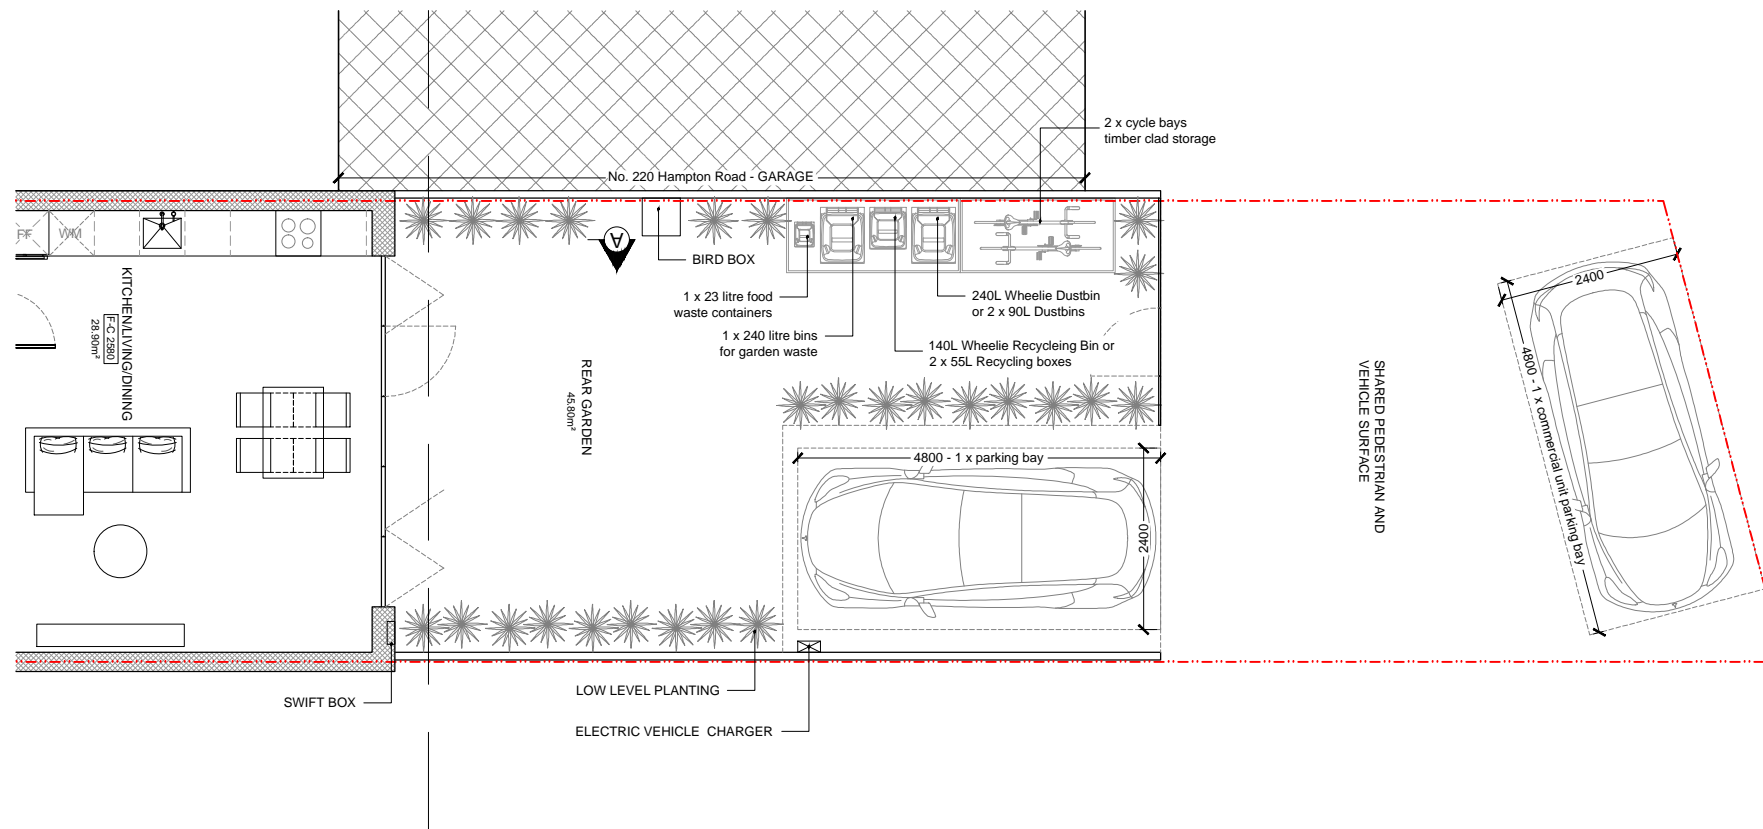 2 x cycle bays
timber clad storage
No. 220 Hampton Road - GARAGE
FF
WM
A
BIRD BOX
1 x 23 litre food
waste containers
1 x 240 litre bins
for garden waste
240L Wheelie Dustbin
or 2 x 90L Dustbins
140L Wheelie Recycleing Bin or
2 x 55L Recycling boxes
KITCHEN/LIVING/DINING
F-C 2580
28.90m²
REAR GARDEN
45.80m²
4800 - 1 x parking bay
2400
SHARED PEDESTRIAN AND
VEHICLE SURFACE
2400
4800 - 1 x commercial unit parking bay
SWIFT BOX
LOW LEVEL PLANTING
ELECTRIC VEHICLE CHARGER